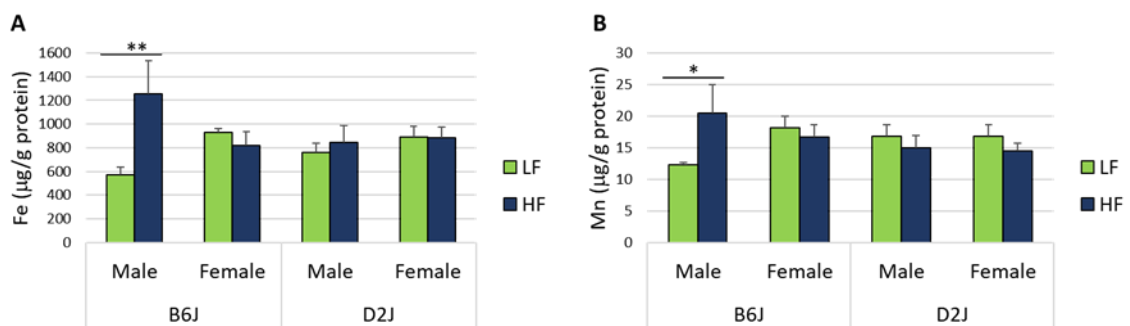 A
**
1600
1400
1200
1000
800
600
400
200
0
Fe (µg/g protein)
LF
HF
Male Female Male Female
B6J D2J
B
*
30
25
20
15
10
5
0
Mn (µg/g protein)
LF
HF
Male Female Male Female
B6J D2J